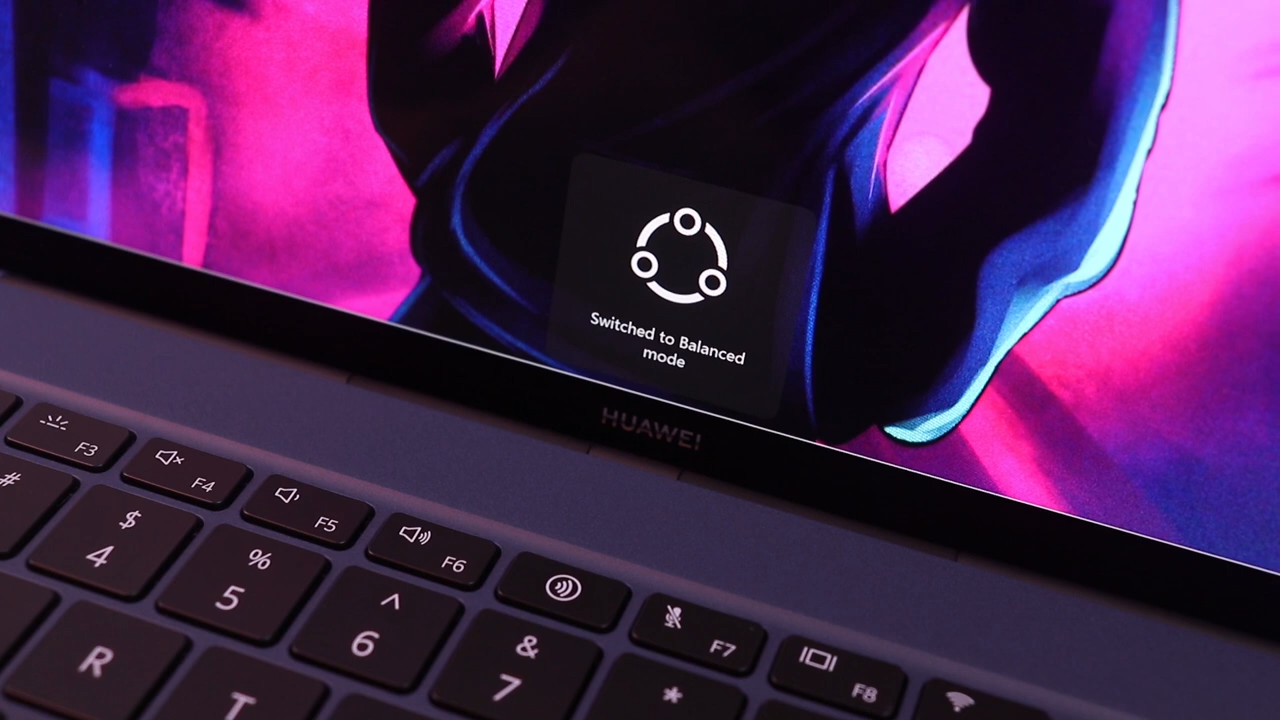 Switched to Balanced
mode
HUAWEI
F3
F4
F5
F6
F7
F8
#
$
4
%
5
^
6
&
7
*
R
T